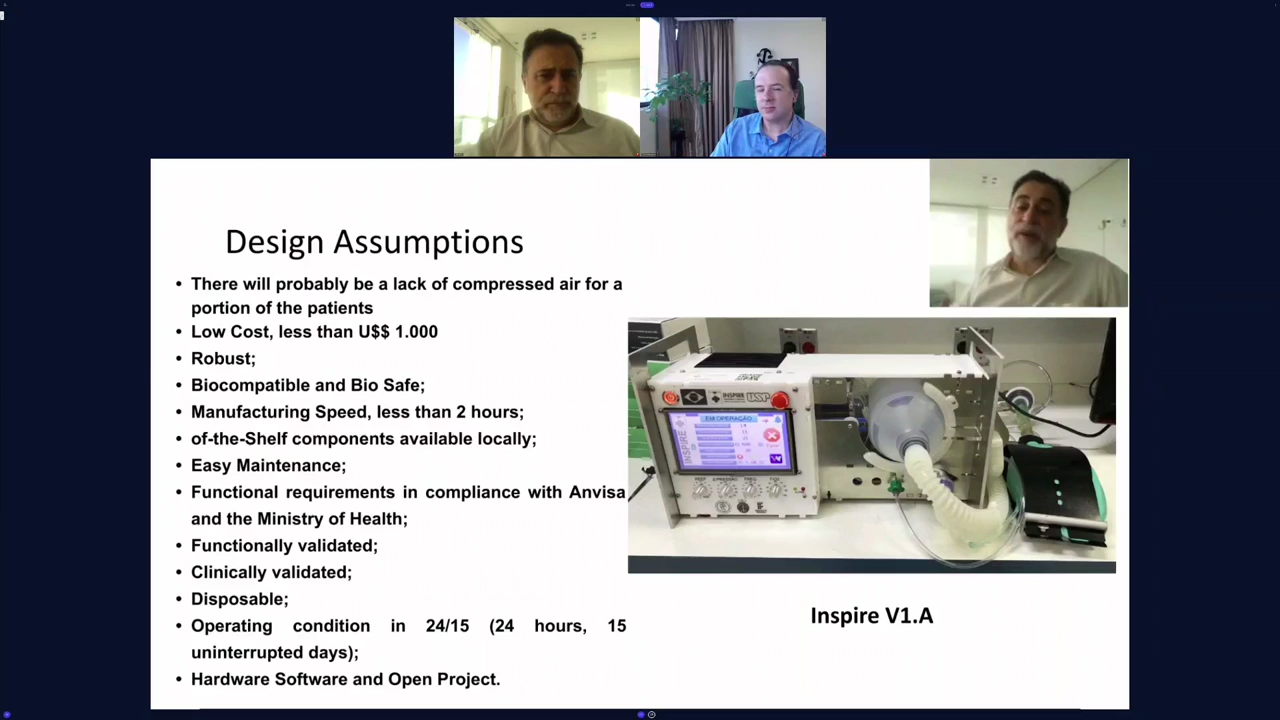 Design Assumptions
• There will probably be a lack of compressed air for a
portion of the patients
• Low Cost, less than U$$ 1.000
• Robust;
• Biocompatible and Bio Safe;
• Manufacturing Speed, less than 2 hours;
• of-the-Shelf components available locally;
• Easy Maintenance;
• Functional requirements in compliance with Anvisa
and the Ministry of Health;
• Functionally validated;
• Clinically validated;
• Disposable;
• Operating condition in 24/15 (24 hours, 15
uninterrupted days);
• Hardware Software and Open Project.
INSPIRE
USP
EM OPERAÇÃO
INSPIRE
Inspire V1.A